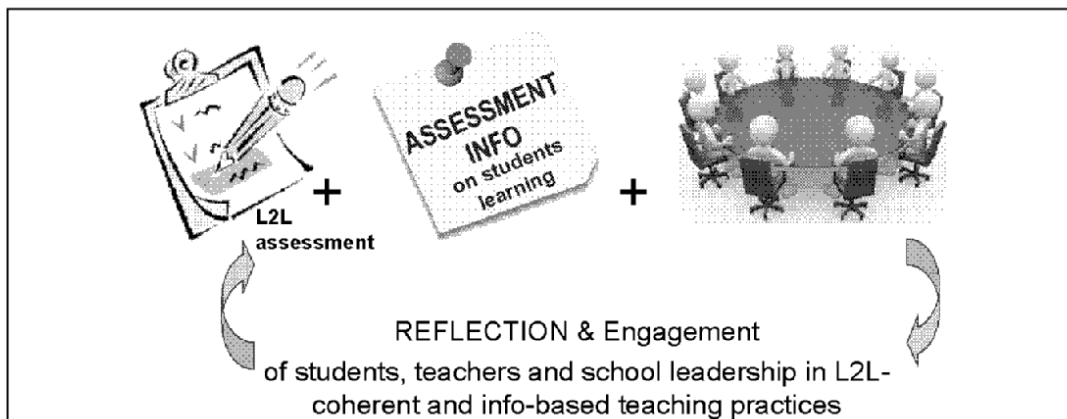 ASSESSMENT
INFO
on students
learning
+
+
L2L
assessment
REFLECTION & Engagement
of students, teachers and school leadership in L2L-
coherent and info-based teaching practices